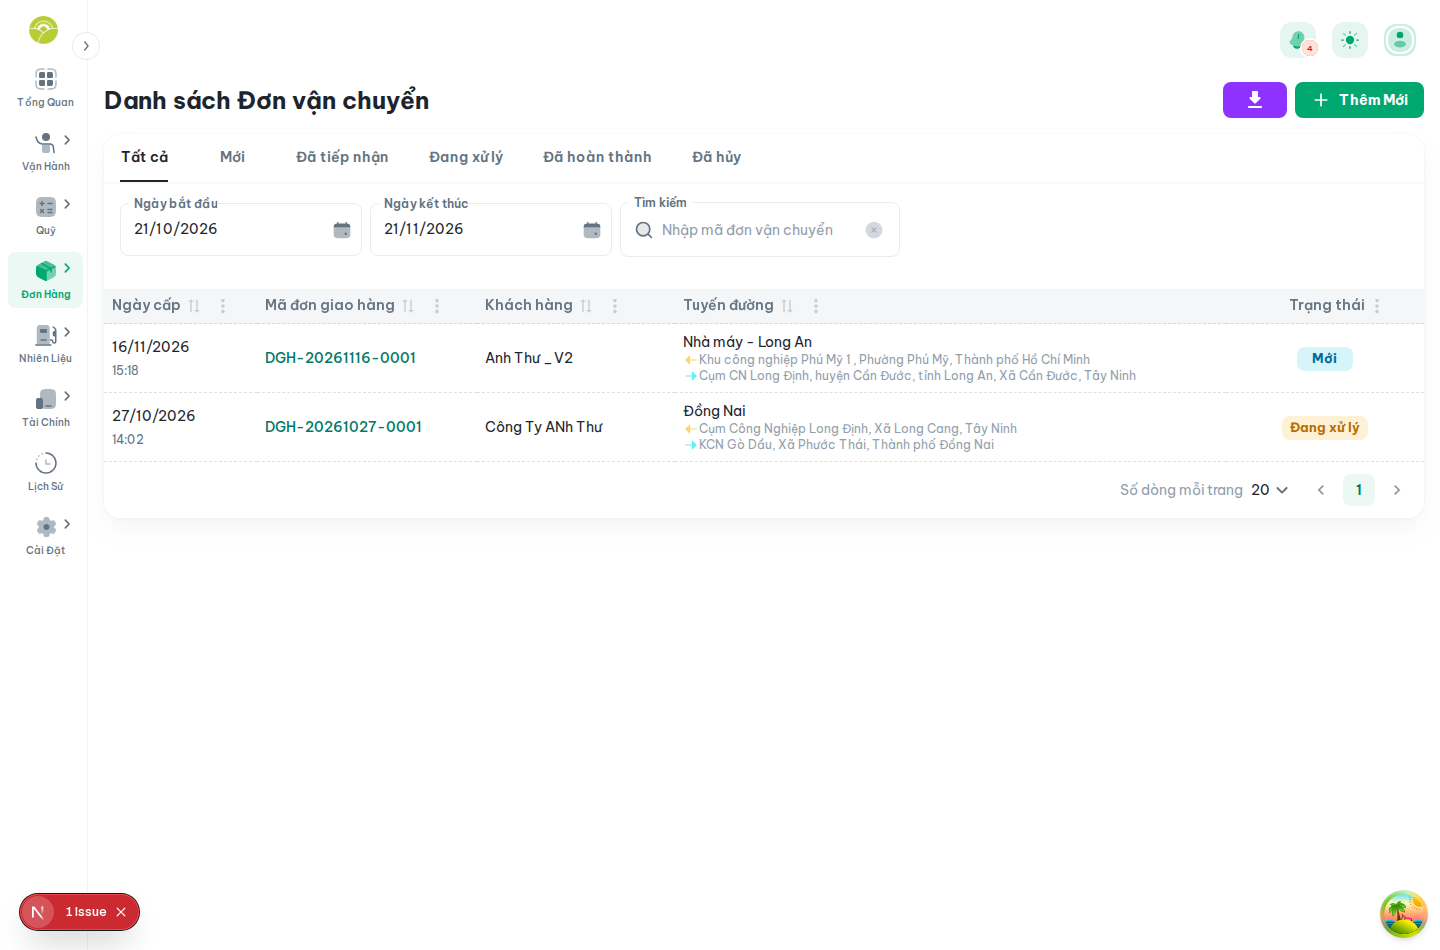 4
Tổng Quan
Vận Hành
Quỹ
Đơn Hàng
Nhiên Liệu
Tài Chính
Lịch Sử
Cài Đặt
Danh sách Đơn vận chuyển
Thêm Mới
Tất cả Mới Đã tiếp nhận Đang xử lý Đã hoàn thành Đã hủy
Ngày bắt đầu Ngày kết thúc Tìm kiếm
21/10/2026 21/11/2026 Nhập mã đơn vận chuyển
Ngày cấp Mã đơn giao hàng Khách hàng Tuyến đường Trạng thái
16/11/2026
15:18
DGH-20261116-0001
Anh Thư _ V2
Nhà máy - Long An
Khu công nghiệp Phú Mỹ 1 , Phường Phú Mỹ, Thành phố Hồ Chí Minh
Cụm CN Long Định, huyện Cần Đước, tỉnh Long An, Xã Cần Đước, Tây Ninh
Mới
27/10/2026
14:02
DGH-20261027-0001
Công Ty ANh Thư
Đồng Nai
Cụm Công Nghiệp Long Định, Xã Long Cang, Tây Ninh
KCN Gò Dầu, Xã Phước Thái, Thành phố Đồng Nai
Đang xử lý
Số dòng mỗi trang 20 1
1 Issue